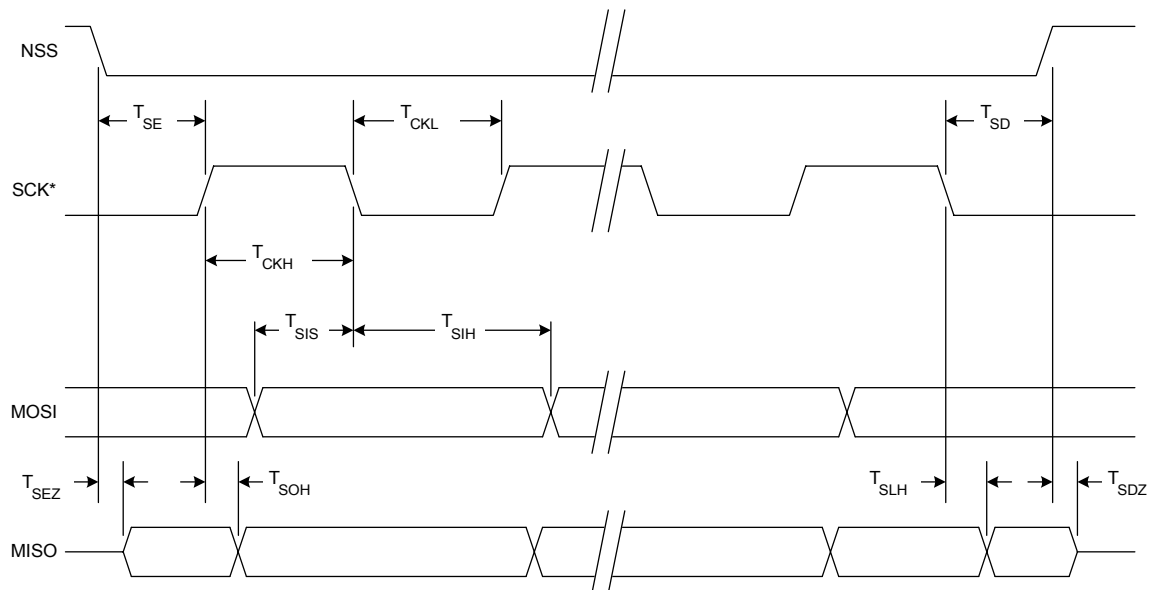 NSS
T_SE
T_CKL
T_SD
SCK*
T_CKH
T_SIS
T_SIH
MOSI
T_SEZ
T_SOH
T_SLH
T_SDZ
MISO